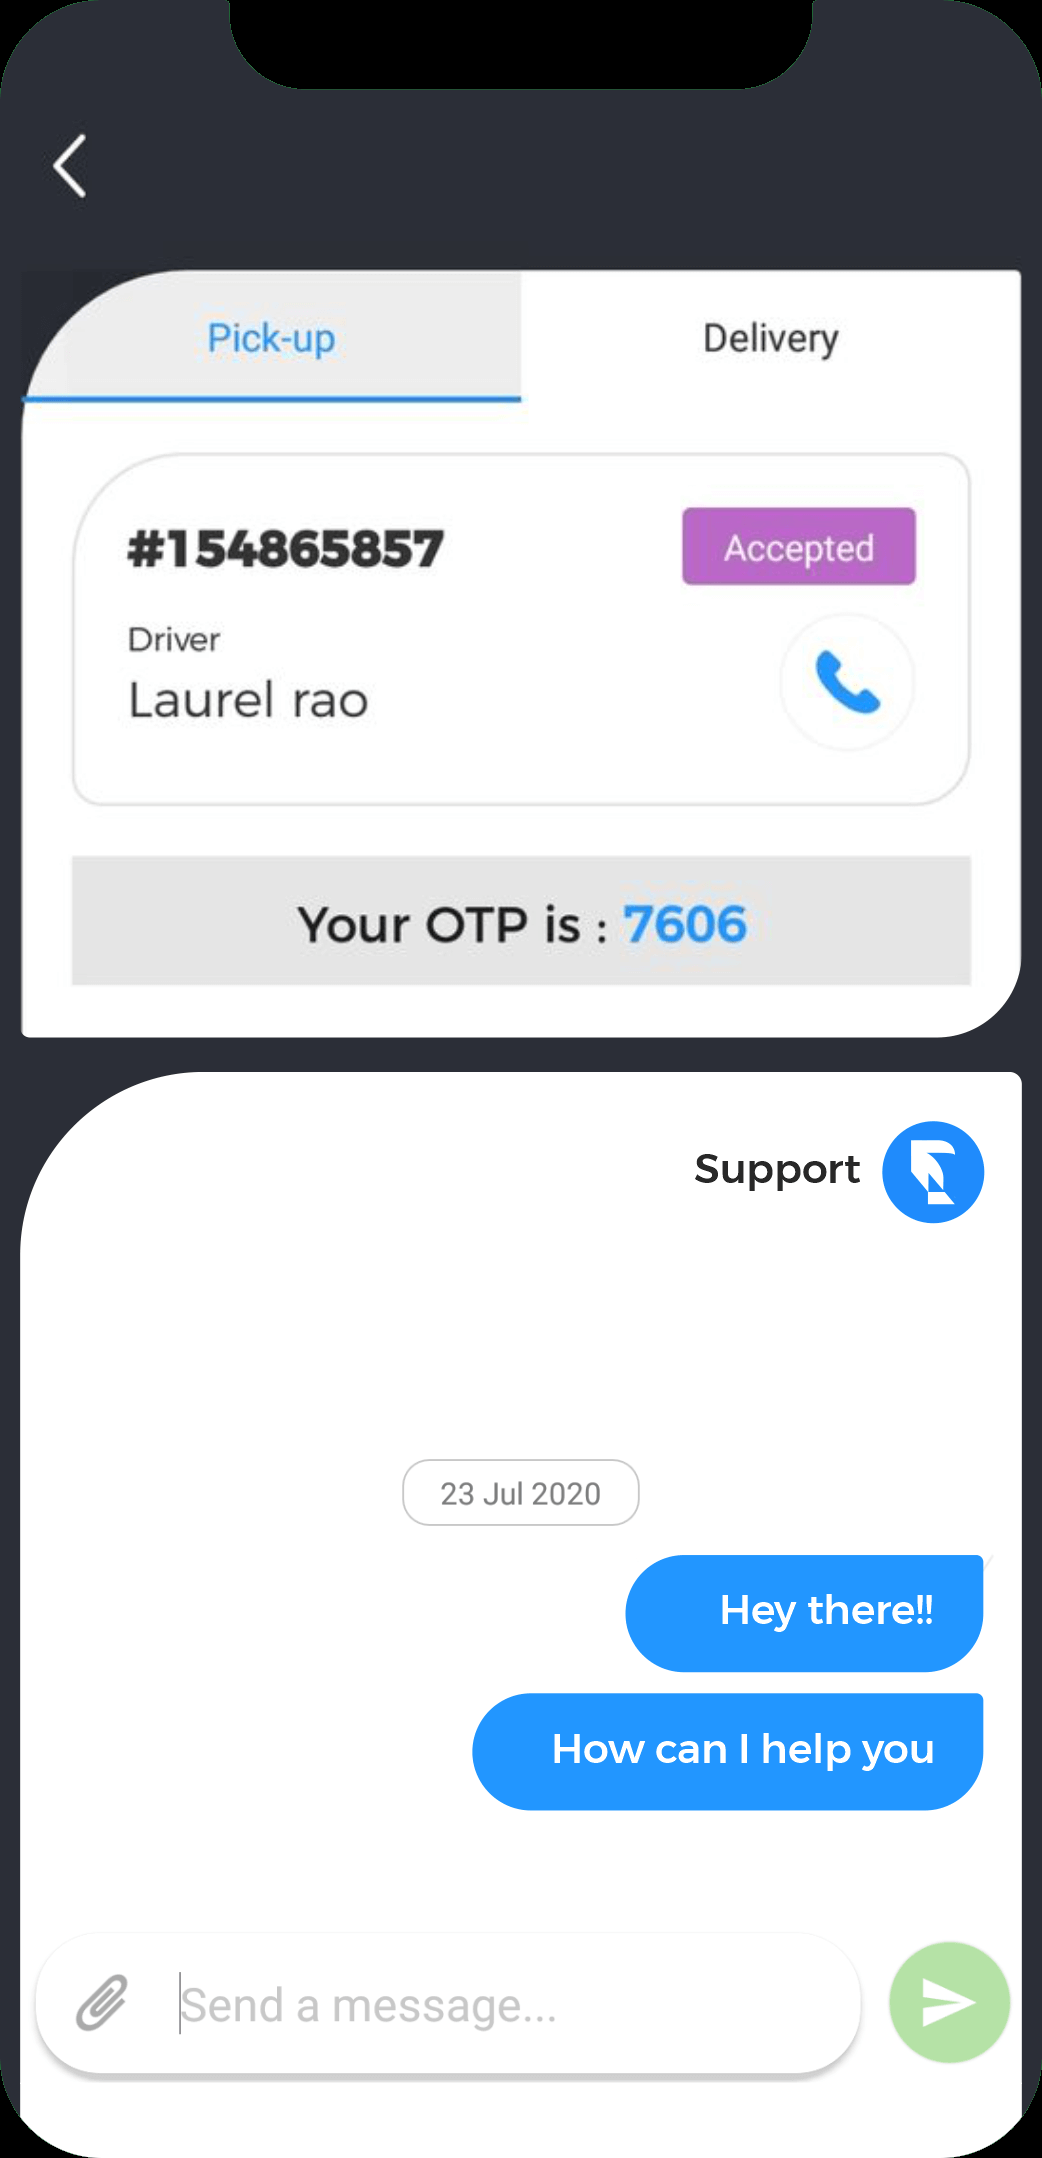 Pick-up
Delivery
#154865857
Accepted
Driver
Laurel rao
Your OTP is : 7606
Support
23 Jul 2020
Hey there!!
How can I help you
Send a message...